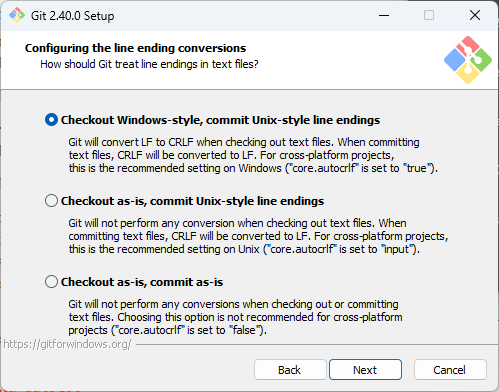 Git 2.40.0 Setup
Configuring the line ending conversions
How should Git treat line endings in text files?
Checkout Windows-style, commit Unix-style line endings
Git will convert LF to CRLF when checking out text files. When committing
text files, CRLF will be converted to LF. For cross-platform projects,
this is the recommended setting on Windows ("core.autocrlf" is set to "true").
Checkout as-is, commit Unix-style line endings
Git will not perform any conversion when checking out text files. When
committing text files, CRLF will be converted to LF. For cross-platform projects,
this is the recommended setting on Unix ("core.autocrlf" is set to "input").
Checkout as-is, commit as-is
Git will not perform any conversions when checking out or committing
text files. Choosing this option is not recommended for cross-platform
projects ("core.autocrlf" is set to "false").
https://gitforwindows.org/
Back Next Cancel